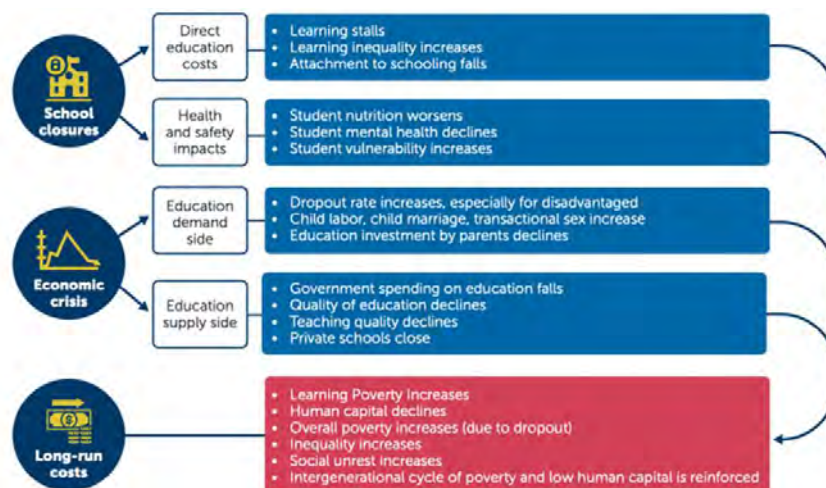 School
closures
Direct
education
costs
• Learning stalls
• Learning inequality increases
• Attachment to schooling falls
Health
and safety
impacts
• Student nutrition worsens
• Student mental health declines
• Student vulnerability increases
Economic
crisis
Education
demand
side
• Dropout rate increases, especially for disadvantaged
• Child labor, child marriage, transactional sex increase
• Education investment by parents declines
Education
supply side
• Government spending on education falls
• Quality of education declines
• Teaching quality declines
• Private schools close
Long-run
costs
• Learning Poverty Increases
• Human capital declines
• Overall poverty increases (due to dropout)
• Inequality increases
• Social unrest increases
• Intergenerational cycle of poverty and low human capital is reinforced